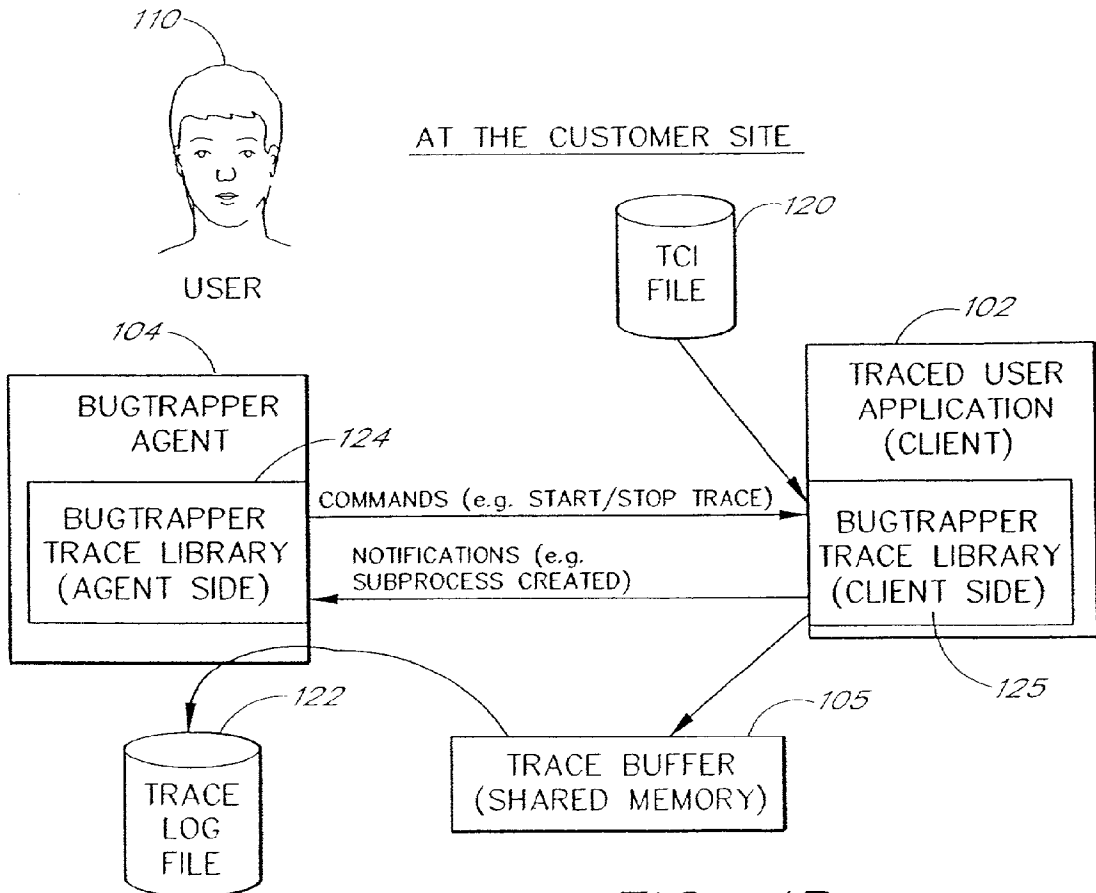 110
AT THE CUSTOMER SITE
USER
120
TCI
FILE
104
102
BUGTRAPPER
AGENT
TRACED USER
APPLICATION
(CLIENT)
124
BUGTRAPPER
TRACE LIBRARY
(AGENT SIDE)
COMMANDS (e.g. START/STOP TRACE)
NOTIFICATIONS (e.g.
SUBPROCESS CREATED)
BUGTRAPPER
TRACE LIBRARY
(CLIENT SIDE)
125
122
105
TRACE
LOG
FILE
TRACE BUFFER
(SHARED MEMORY)